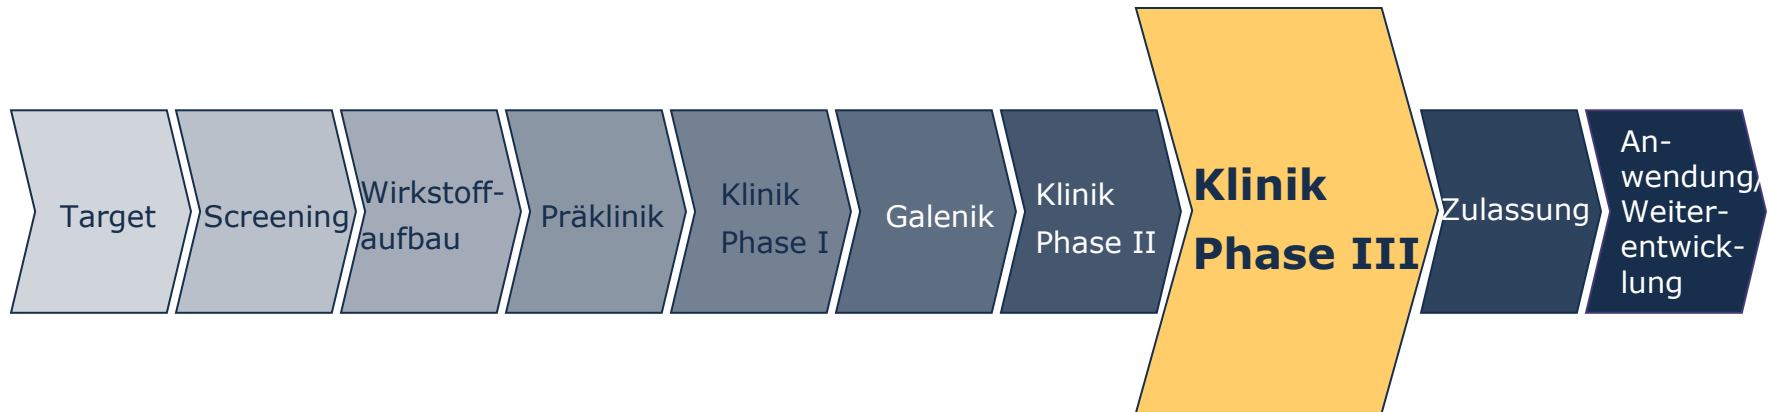 Target
Screening
Wirkstoff-
aufbau
Präklinik
Klinik
Phase I
Galenik
Klinik
Phase II
Klinik
Phase III
Zulassung
An-
wendung/
Weiter-
entwick-
lung